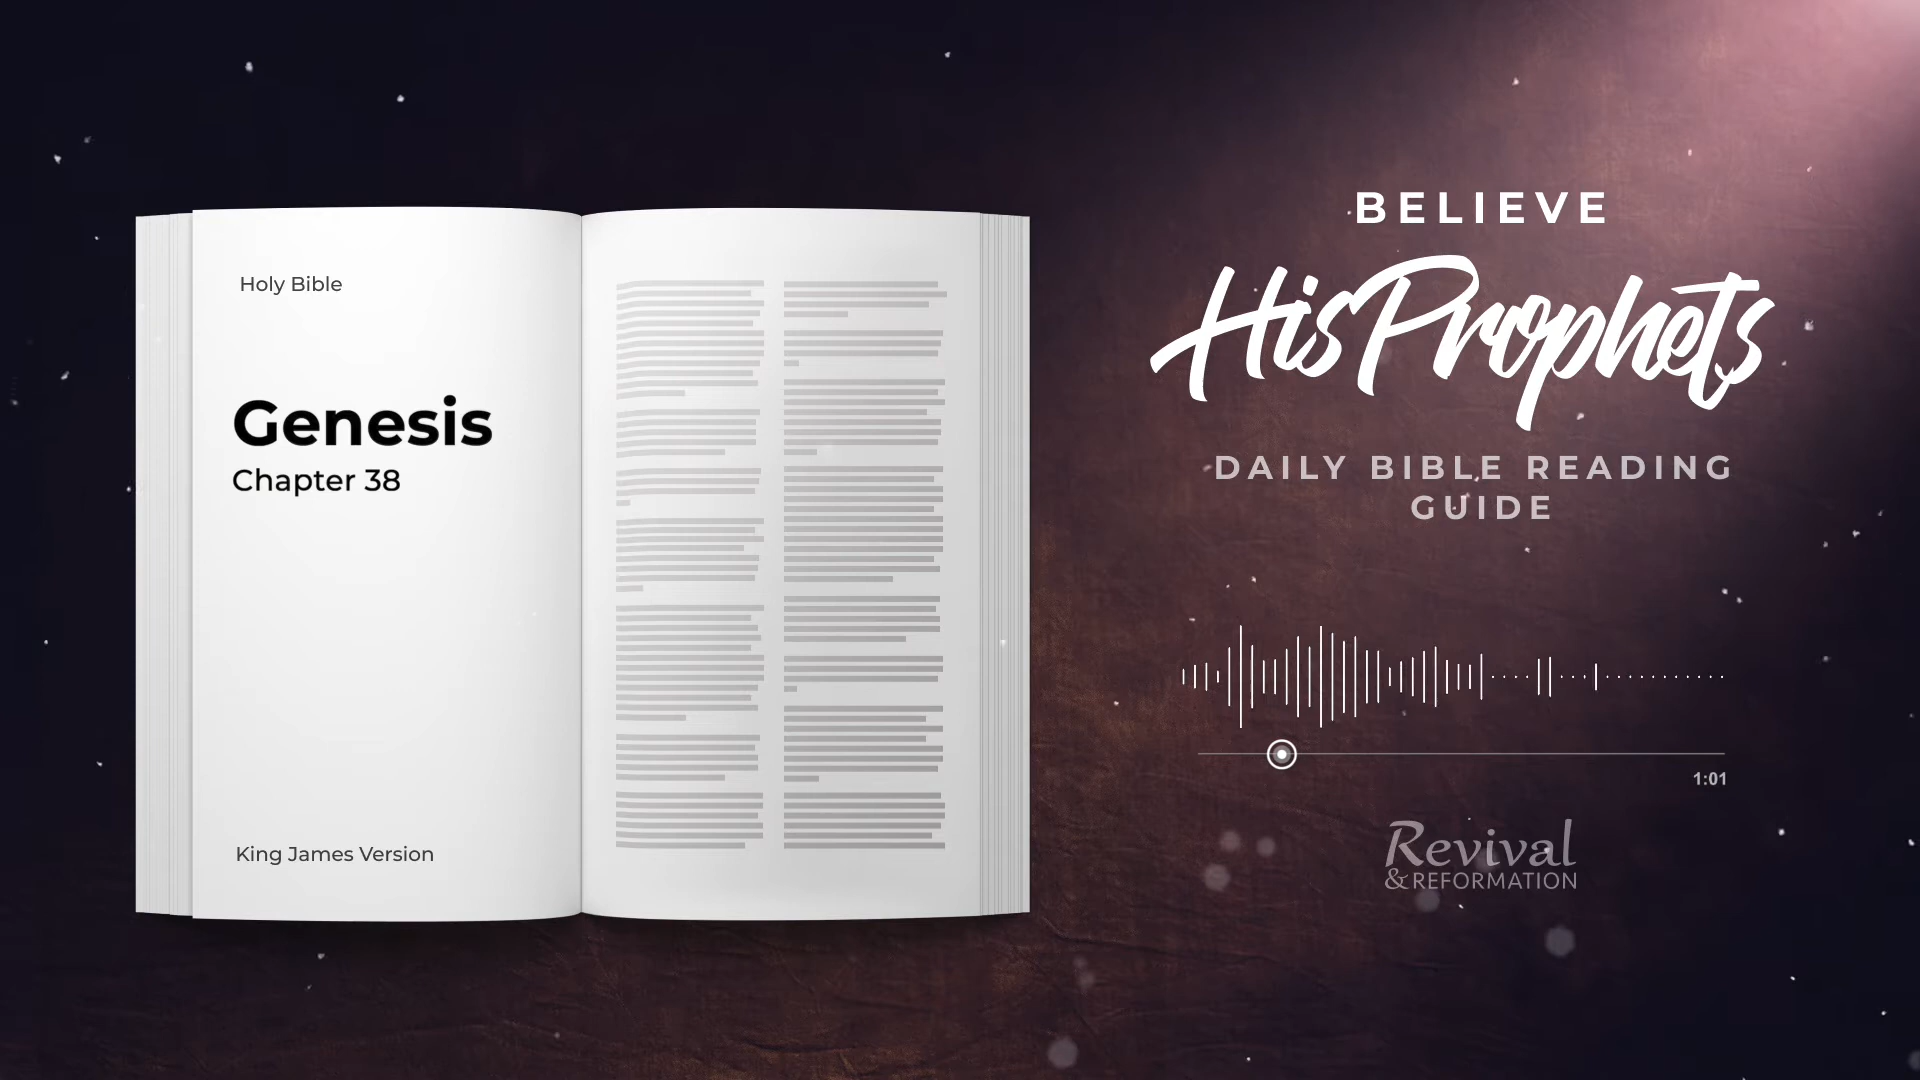 Holy Bible
Genesis
Chapter 38
King James Version
BELIEVE
His Prophets
DAILY BIBLE READING
GUIDE
1:01
Revival
& REFORMATION